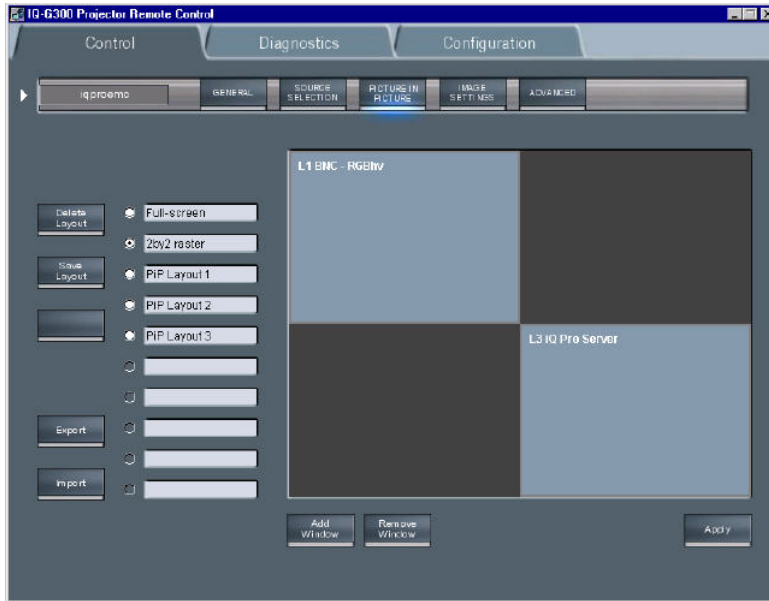 IQ-G300 Projector Remote Control
Control
Diagnostics
Configuration
iqproemc
GENERAL
SOURCE
SELECTION
PICTURE IN
PICTURE
IMAGE
SETTINGS
ADVANCED
L1 BNC - RGBhv
Delete
Layout
Full-screen
2by2 raster
Save
Layout
PiP Layout 1
PiP Layout 2
PiP Layout 3
L3 IQ Pro Server
Export
Import
Add
Window
Remove
Window
Apply